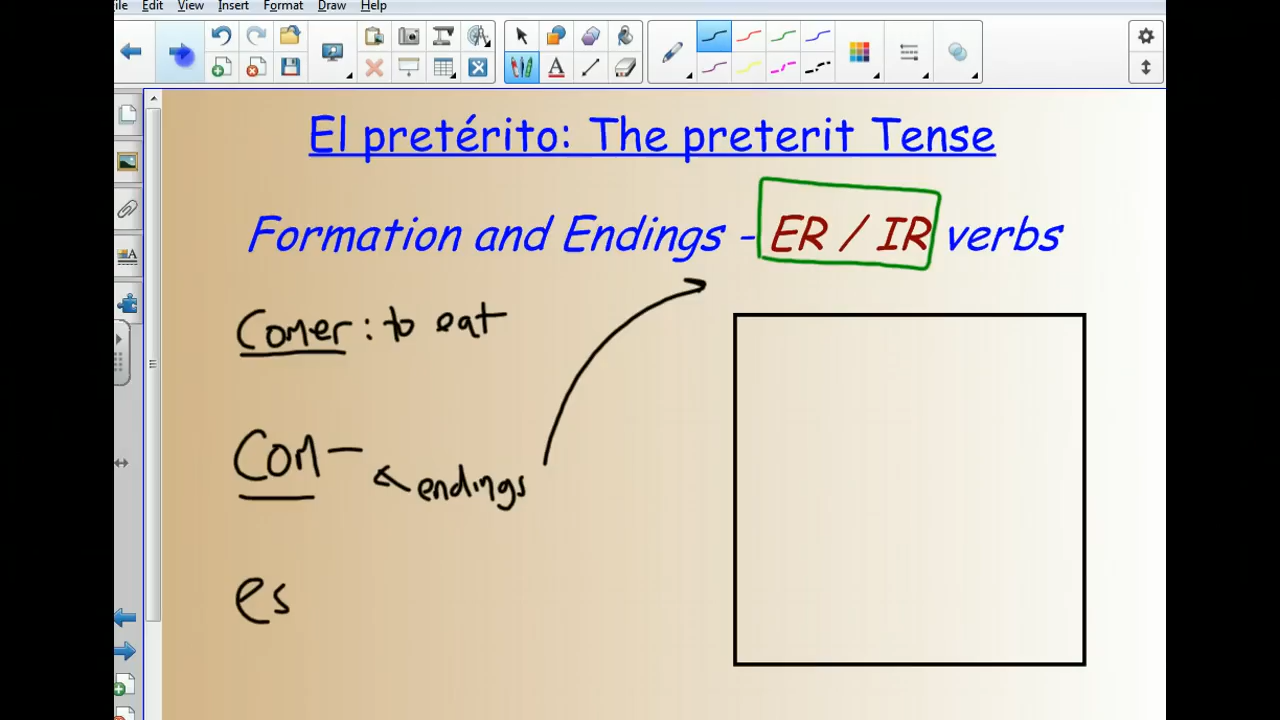 ile Edit View Insert Format Draw Help
El pretérito: The preterit Tense
Formation and Endings - ER / IR verbs
Comer : to eat
Com -
endings
es